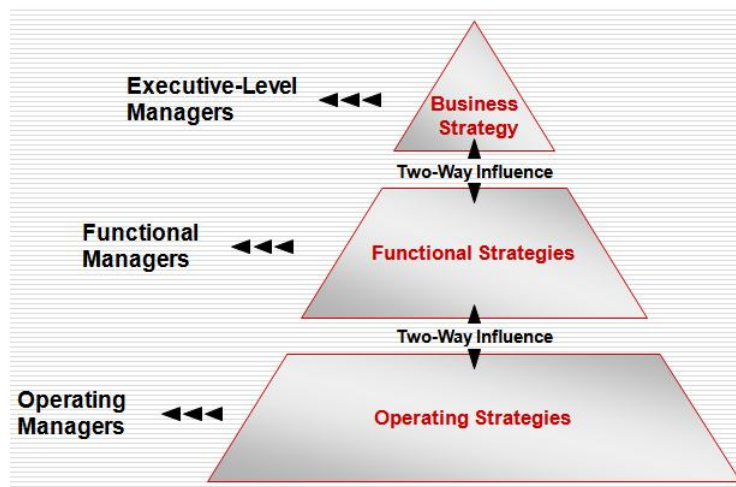 Executive-Level
Managers
Business
Strategy
Two-Way Influence
Functional
Managers
Functional Strategies
Two-Way Influence
Operating
Managers
Operating Strategies